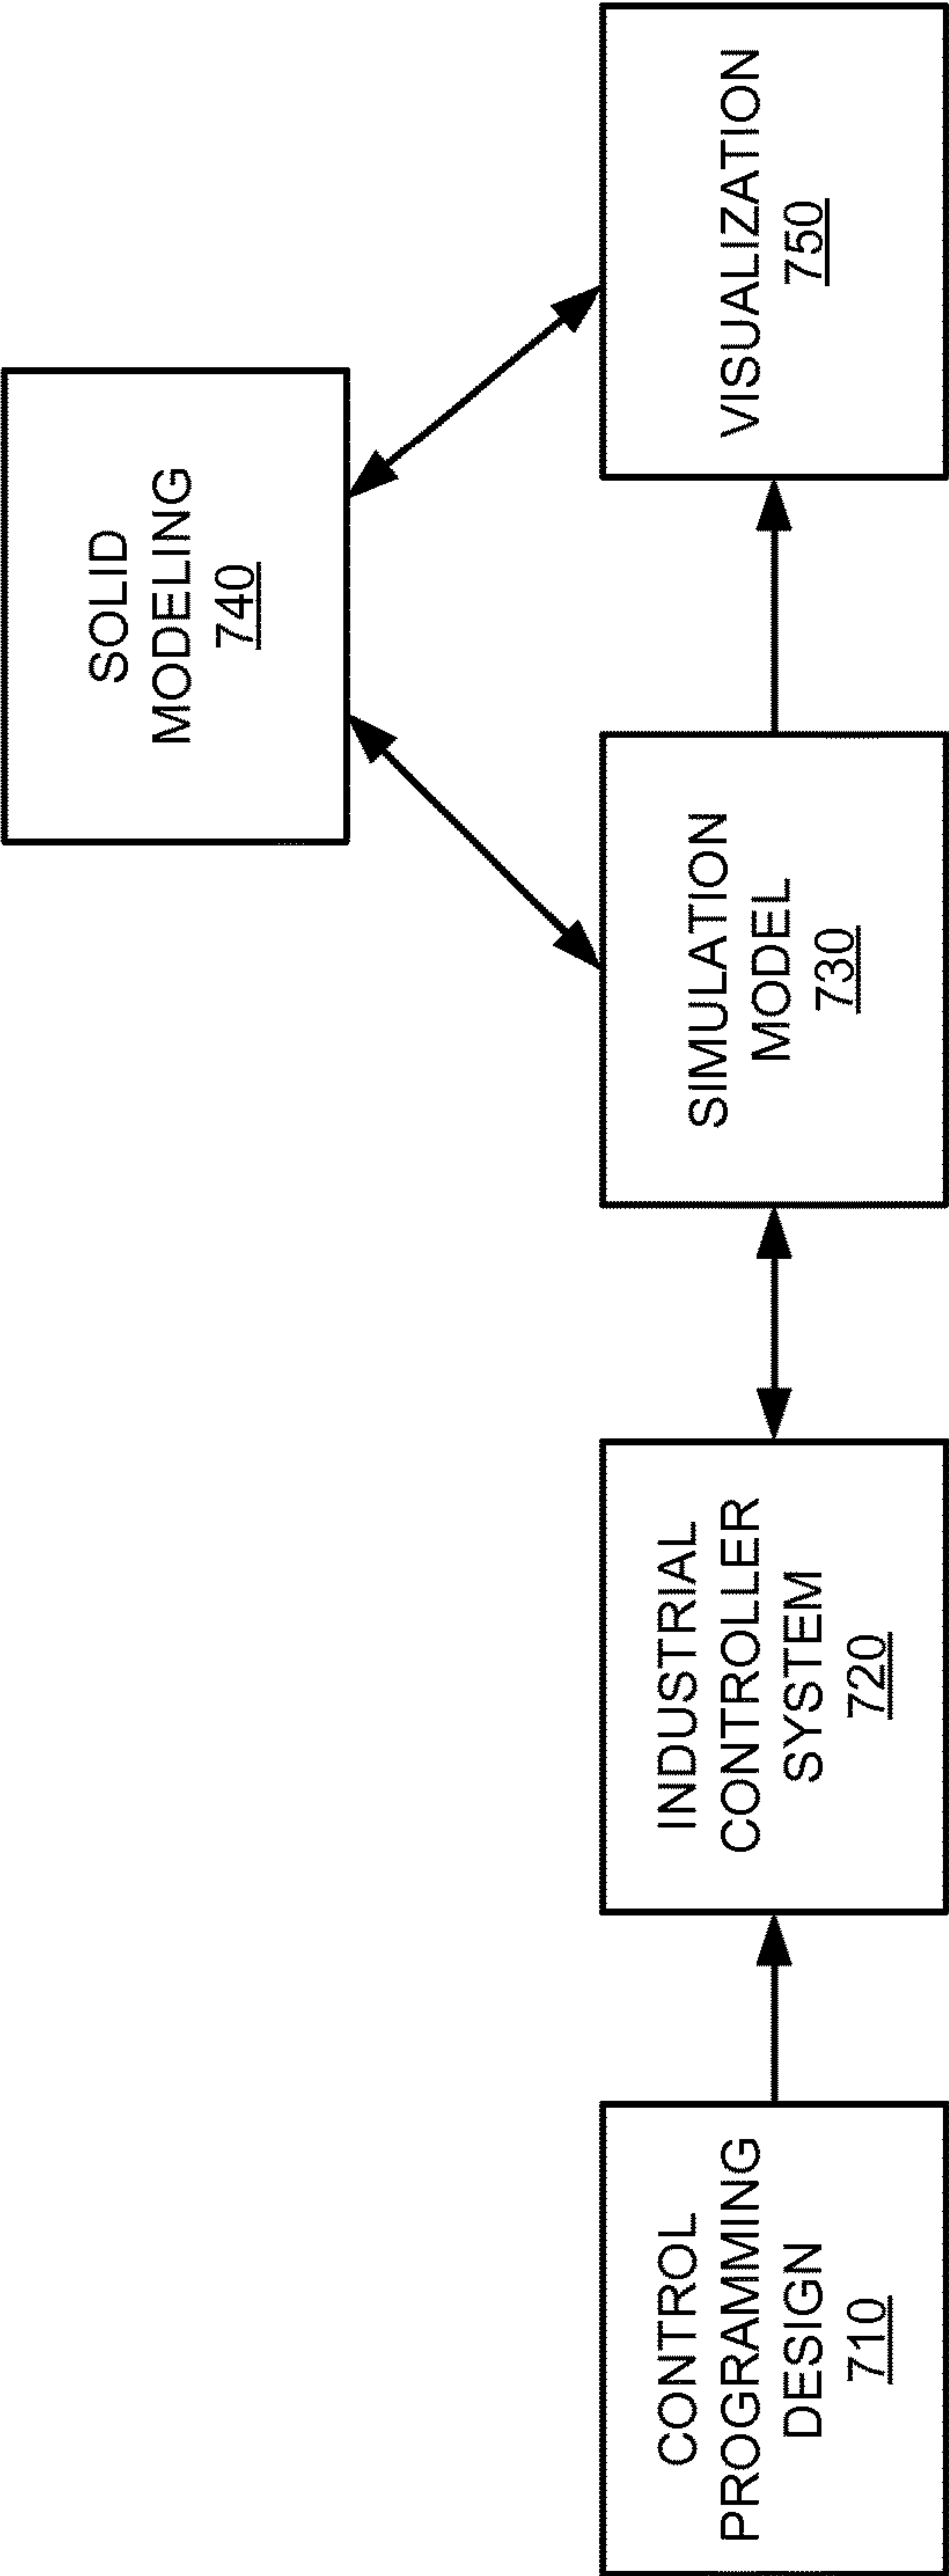 SOLID
MODELING
740
CONTROL
PROGRAMMING
DESIGN
710
INDUSTRIAL
CONTROLLER
SYSTEM
720
SIMULATION
MODEL
730
VISUALIZATION
750